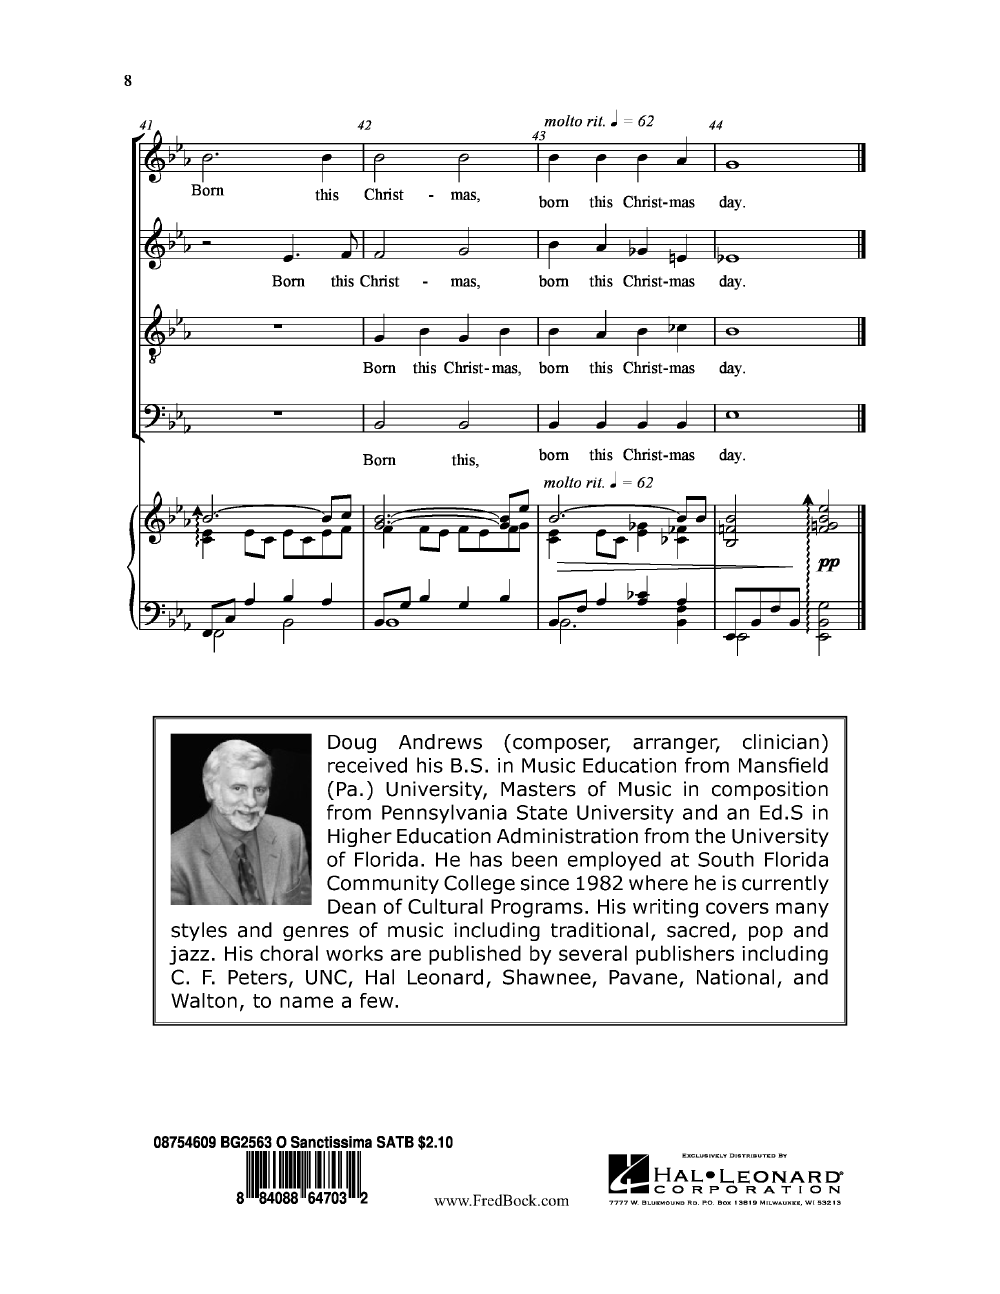 8
41
42
molto rit. ♩ = 62
43
44
Born this Christ - mas, born this Christ-mas day.
Born this Christ - mas, born this Christ-mas day.
8
Born this Christ-mas, born this Christ-mas day.
Born this, born this Christ-mas day.
molto rit. ♩ = 62
pp
Doug Andrews (composer, arranger, clinician)
received his B.S. in Music Education from Mansfield
(Pa.) University, Masters of Music in composition
from Pennsylvania State University and an Ed.S in
Higher Education Administration from the University
of Florida. He has been employed at South Florida
Community College since 1982 where he is currently
Dean of Cultural Programs. His writing covers many
styles and genres of music including traditional, sacred, pop and
jazz. His choral works are published by several publishers including
C. F. Peters, UNC, Hal Leonard, Shawnee, Pavane, National, and
Walton, to name a few.
08754609 BG2563 O Sanctissima SATB $2.10
8 84088 64703 2
www.FredBock.com
Exclusively Distributed By
HAL•LEONARD®
CORPORATION
7777 W. Bluemound Rd. P.O. Box 13819 Milwaukee, WI 53213